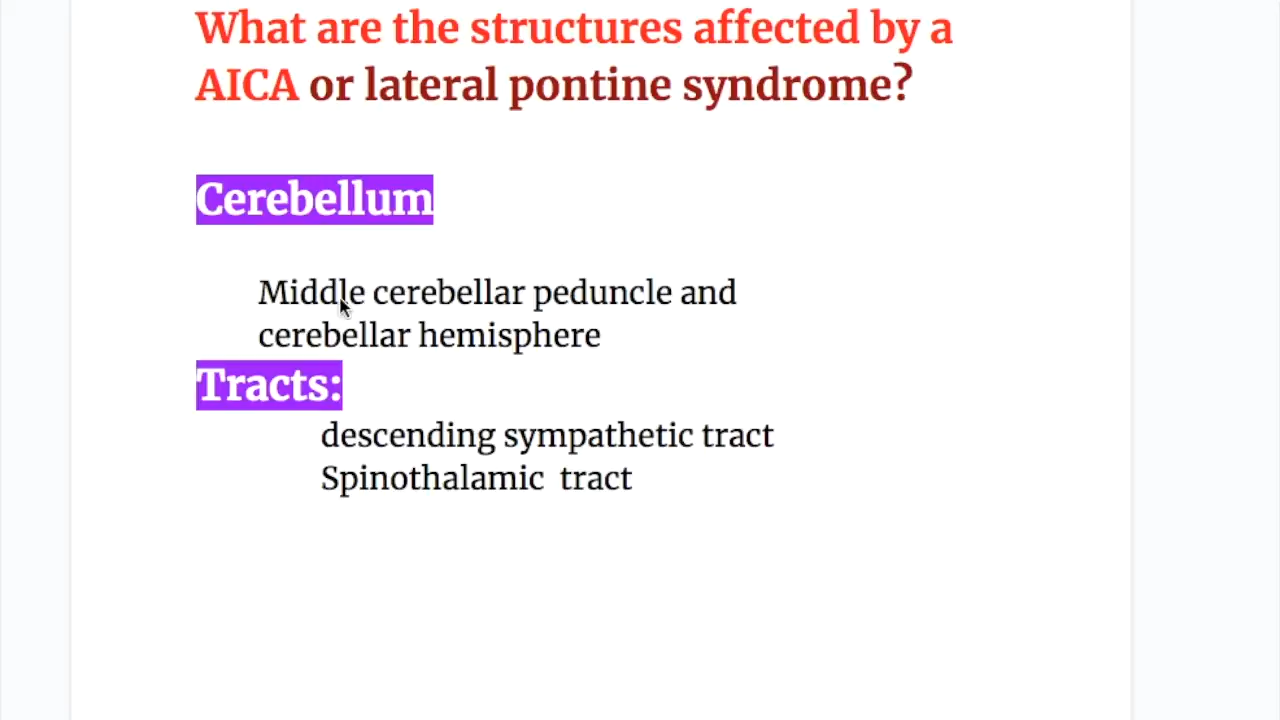 What are the structures affected by a
AICA or lateral pontine syndrome?
Cerebellum
Middle cerebellar peduncle and
cerebellar hemisphere
Tracts:
descending sympathetic tract
Spinothalamic  tract